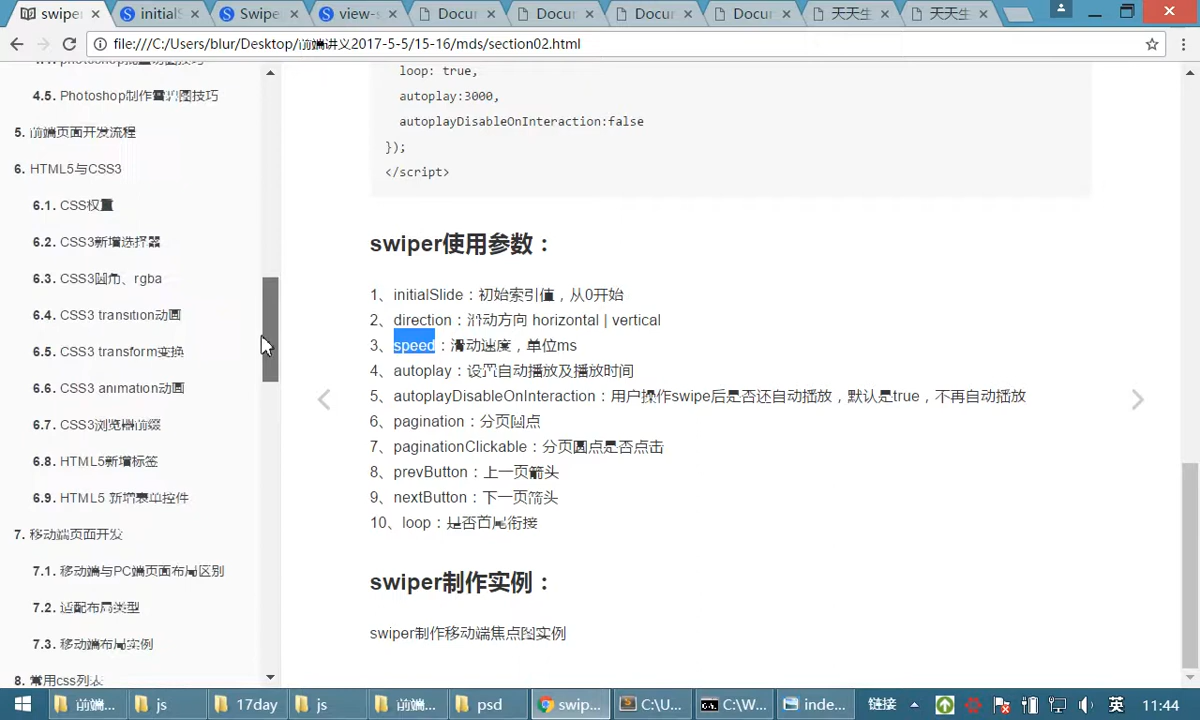 swiper
initialS
Swipe
view-s
Docum
Docum
Docum
Docum
天天生
天天生
file:///C:/Users/blur/Desktop/前端讲义2017-5-5/15-16/mds/section02.html
4.5. Photoshop制作雪碧图技巧
5. 前端页面开发流程
6. HTML5与CSS3
6.1. CSS权重
6.2. CSS3新增选择器
6.3. CSS3圆角、rgba
6.4. CSS3 transition动画
6.5. CSS3 transform变换
6.6. CSS3 animation动画
6.7. CSS3浏览器前缀
6.8. HTML5新增标签
6.9. HTML5 新增表单控件
7. 移动端页面开发
7.1. 移动端与PC端页面布局区别
7.2. 适配布局类型
7.3. 移动端布局实例
8. 常用css列表
loop: true,
autoplay:3000,
autoplayDisableOnInteraction:false
});
</script>
swiper使用参数：
1、initialSlide：初始索引值，从0开始
2、direction：滑动方向 horizontal | vertical
3、speed：滑动速度，单位ms
4、autoplay：设置自动播放及播放时间
5、autoplayDisableOnInteraction：用户操作swipe后是否还自动播放，默认是true，不再自动播放
6、pagination：分页圆点
7、paginationClickable：分页圆点是否点击
8、prevButton：上一页箭头
9、nextButton：下一页箭头
10、loop：是否首尾衔接
swiper制作实例：
swiper制作移动端焦点图实例
前端...
js
17day
js
前端...
psd
swip...
C:\U...
C:\W...
inde...
链接
英
11:44